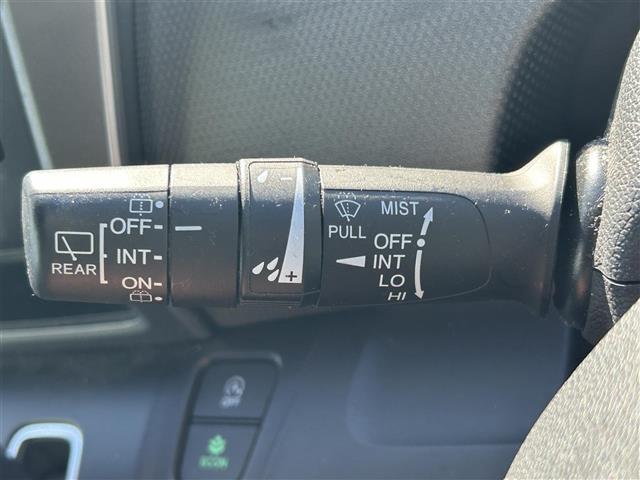 OFF
INT
ON
REAR
-
+
PULL
MIST
OFF
INT
LO
HI
OFF
ECON